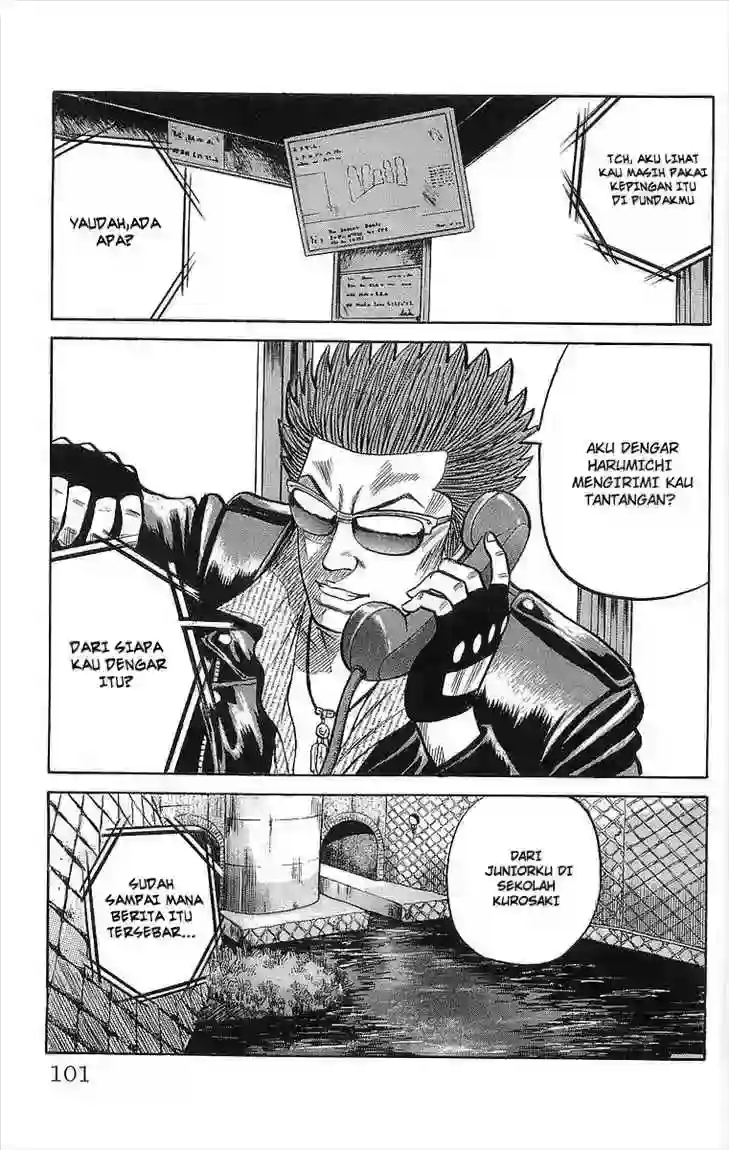 TCH, AKU LIHAT
KAU MASIH PAKAI
KEPINGAN ITU
DI PUNDAKMU
YAUDAH,ADA
APA?
AKU DENGAR
HARUMICHI
MENGIRIMI KAU
TANTANGAN?
DARI SIAPA
KAU DENGAR
ITU?
DARI
JUNIORKU DI
SEKOLAH
KUROSAKI
SUDAH
SAMPAI MANA
BERITA ITU
TERSEBAR...
101